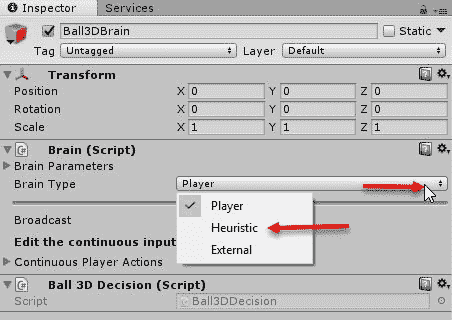 Inspector
Services
Ball3DBrain
Static
Tag Untagged Layer Default
Transform
Position X 0 Y 0 Z 0
Rotation X 0 Y 0 Z 0
Scale X 1 Y 1 Z 1
Brain (Script)
Brain Parameters
Brain Type Player
Player
Broadcast
Heuristic
Edit the continuous input
External
Continuous Player Actions
Ball 3D Decision (Script)
Script Ball3DDecision